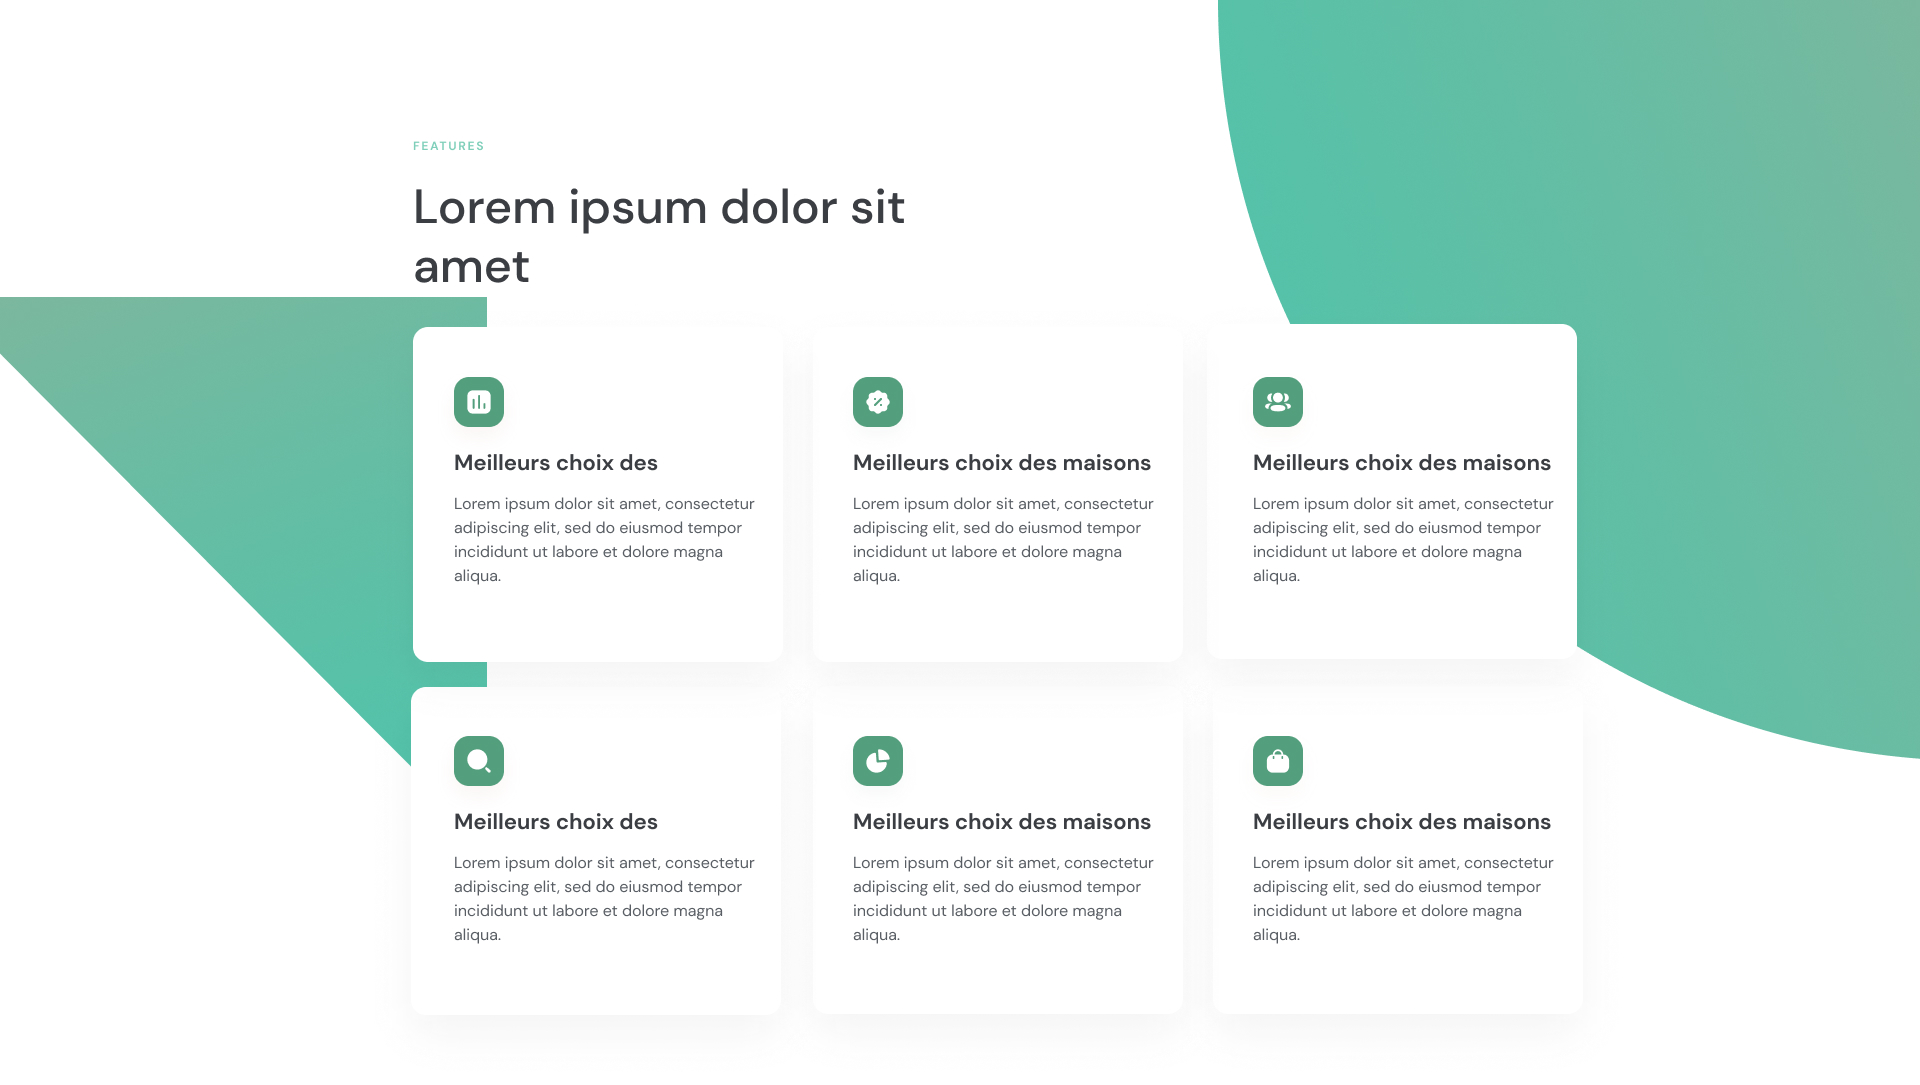 FEATURES
Lorem ipsum dolor sit
amet
Meilleurs choix des
Lorem ipsum dolor sit amet, consectetur
adipiscing elit, sed do eiusmod tempor
incididunt ut labore et dolore magna
aliqua.
Meilleurs choix des maisons
Lorem ipsum dolor sit amet, consectetur
adipiscing elit, sed do eiusmod tempor
incididunt ut labore et dolore magna
aliqua.
Meilleurs choix des maisons
Lorem ipsum dolor sit amet, consectetur
adipiscing elit, sed do eiusmod tempor
incididunt ut labore et dolore magna
aliqua.
Meilleurs choix des
Lorem ipsum dolor sit amet, consectetur
adipiscing elit, sed do eiusmod tempor
incididunt ut labore et dolore magna
aliqua.
Meilleurs choix des maisons
Lorem ipsum dolor sit amet, consectetur
adipiscing elit, sed do eiusmod tempor
incididunt ut labore et dolore magna
aliqua.
Meilleurs choix des maisons
Lorem ipsum dolor sit amet, consectetur
adipiscing elit, sed do eiusmod tempor
incididunt ut labore et dolore magna
aliqua.